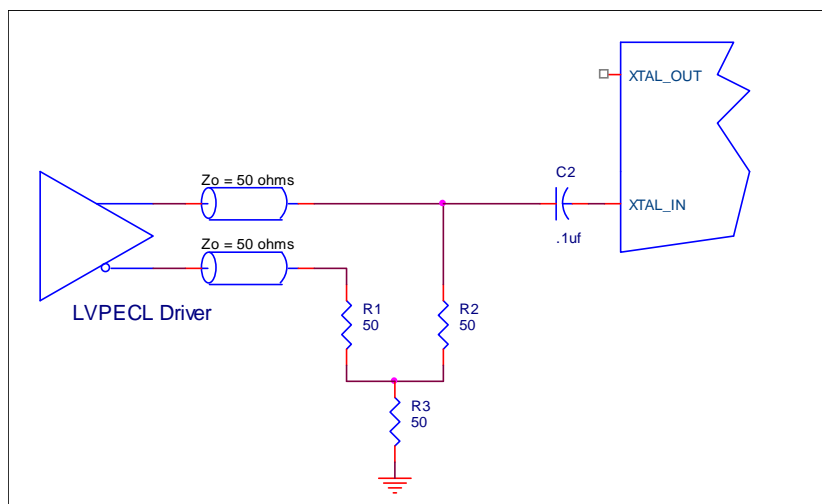 XTAL_OUT
Zo = 50 ohms
C2
XTAL_IN
.1uf
Zo = 50 ohms
LVPECL Driver
R1
50
R2
50
R3
50